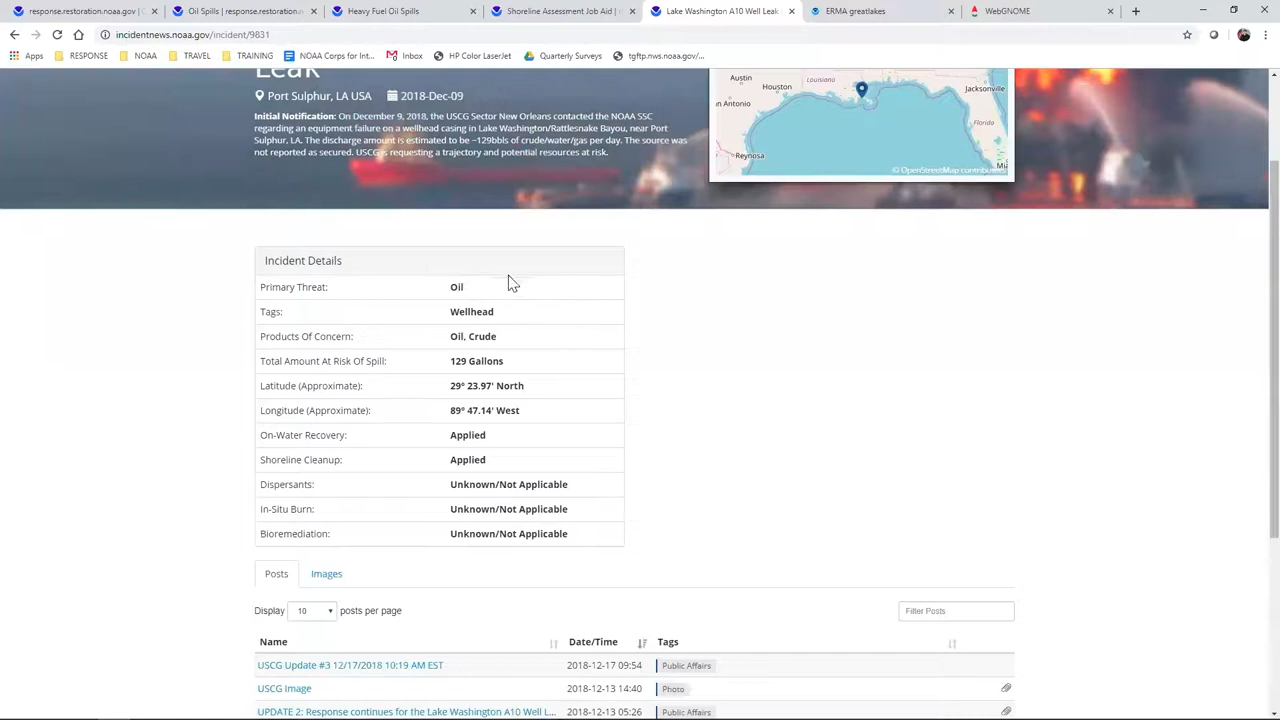 response.restoration.noaa.gov | C
Oil Spills | response.restoration.
Heavy Fuel Oil Spills
Shoreline Assessment Job Aid |
Lake Washington A10 Well Leak
ERMA greatlakes
WebGNOME
incidentnews.noaa.gov/incident/9831
Apps
RESPONSE
NOAA
TRAVEL
TRAINING
NOAA Corps for Int...
Inbox
HP Color LaserJet
Quarterly Surveys
tgftp.nws.noaa.gov/...
Leak
Port Sulphur, LA USA 2018-Dec-09
Initial Notification: On December 9, 2018, the USCG Sector New Orleans contacted the NOAA SSC
regarding an equipment failure on a wellhead casing in Lake Washington/Rattlesnake Bayou, near Port
Sulphur, LA. The discharge amount is estimated to be ~129bbls of crude/water/gas per day. The source was
not reported as secured. USCG is requesting a trajectory and potential resources at risk.
Austin
Louisiana
Houston
Jacksonville
an Antonio
Florida
Reynosa
Mia
© OpenStreetMap contributors
Incident Details
Primary Threat: Oil
Tags: Wellhead
Products Of Concern: Oil, Crude
Total Amount At Risk Of Spill: 129 Gallons
Latitude (Approximate): 29° 23.97' North
Longitude (Approximate): 89° 47.14' West
On-Water Recovery: Applied
Shoreline Cleanup: Applied
Dispersants: Unknown/Not Applicable
In-Situ Burn: Unknown/Not Applicable
Bioremediation: Unknown/Not Applicable
Posts Images
Display 10 posts per page Filter Posts
Name Date/Time Tags
USCG Update #3 12/17/2018 10:19 AM EST 2018-12-17 09:54 Public Affairs
USCG Image 2018-12-13 14:40 Photo
UPDATE 2: Response continues for the Lake Washington A10 Well L... 2018-12-13 05:26 Public Affairs